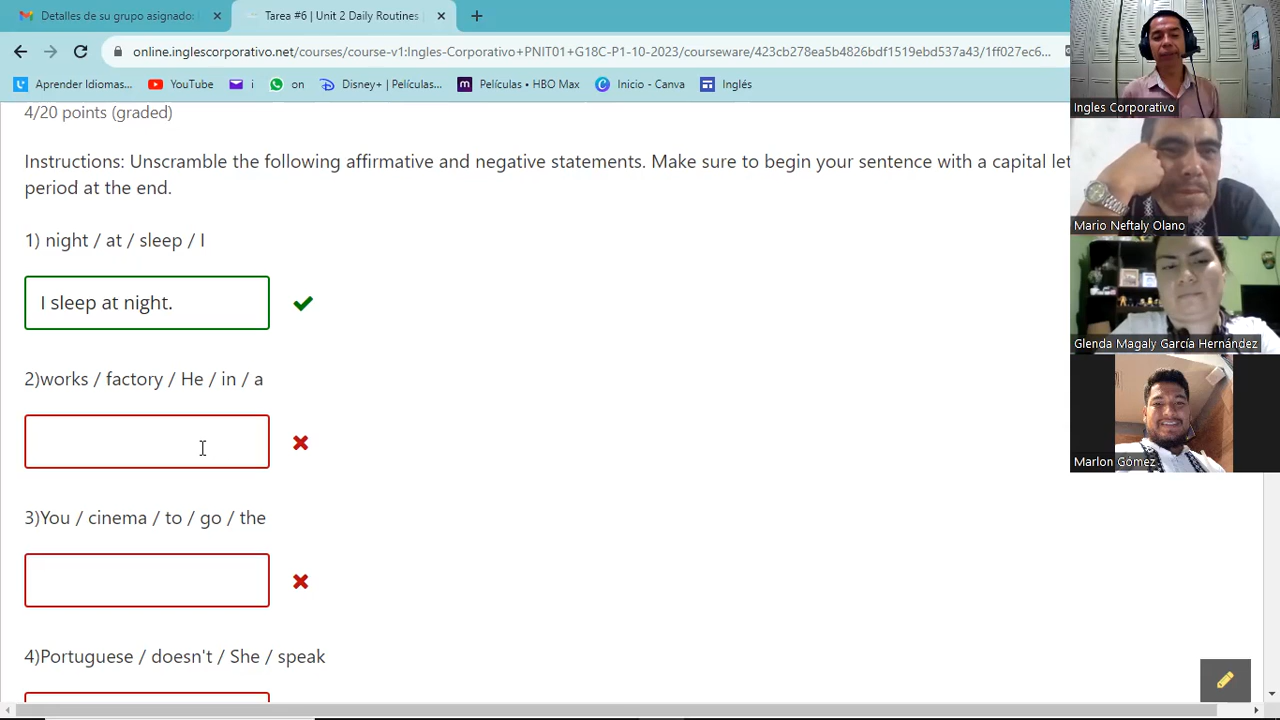 Detalles de su grupo asignado:
Tarea #6 | Unit 2 Daily Routines
online.inglescorporativo.net/courses/course-v1:Ingles-Corporativo+RNIT01+G18C-P1-10-2023/courseware/423cb278ea5b4826bdf1519ebd537a43/1ff027ec6...
Aprender Idiomas...
YouTube
i
on
Disney+ | Películas...
Películas • HBO Max
Inicio - Canva
Inglés
4/20 points (graded)
Instructions: Unscramble the following affirmative and negative statements. Make sure to begin your sentence with a capital let
period at the end.
1) night / at / sleep / I
I sleep at night.
2)works / factory / He / in / a
3)You / cinema / to / go / the
4)Portuguese / doesn't / She / speak
Ingles Corporativo
Mario Neftaly Olano
Glenda Magaly García Hernández
Marlon Gómez